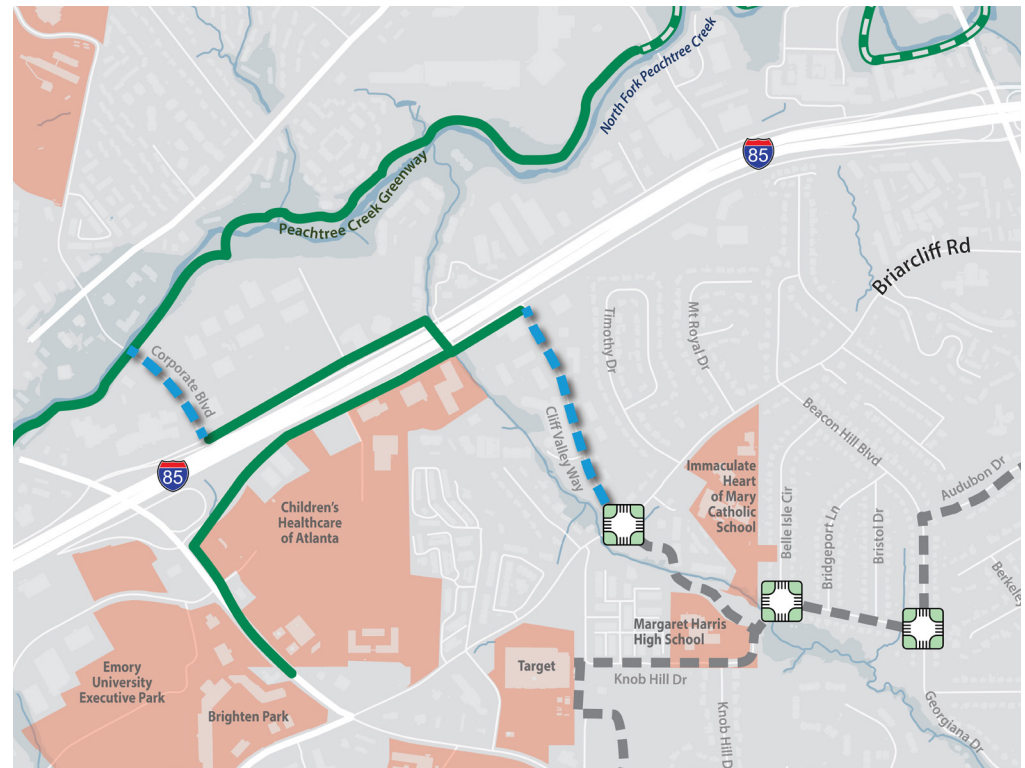 North Fork Peachtree Creek
85
Peachtree Creek Greenway
Briarcliff Rd
Timothy Dr
Mt Royal Dr
Corporate Blvd
Cliff Valley Way
Beacon Hill Blvd
85
Immaculate
Heart
of Mary
Catholic
School
Audubon Dr
Children's
Healthcare
of Atlanta
Belle Isle Cir
Bridgeport Ln
Bristol Dr
Berkeley
Margaret Harris
High School
Emory
University
Executive Park
Target
Knob Hill Dr
Brighten Park
Knob Hill D
Georgiana Dr